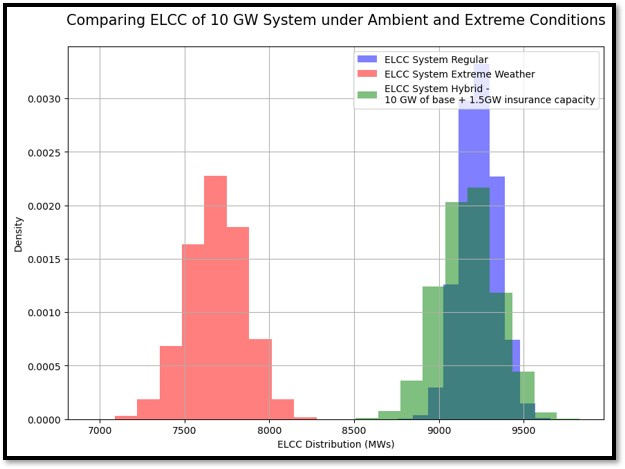 Comparing ELCC of 10 GW System under Ambient and Extreme Conditions
ELCC System Regular
ELCC System Extreme Weather
ELCC System Hybrid -
10 GW of base + 1.5GW insurance capacity
Density
0.0030
0.0025
0.0020
0.0015
0.0010
0.0005
0.0000
7000 7500 8000 8500 9000 9500
ELCC Distribution (MWs)